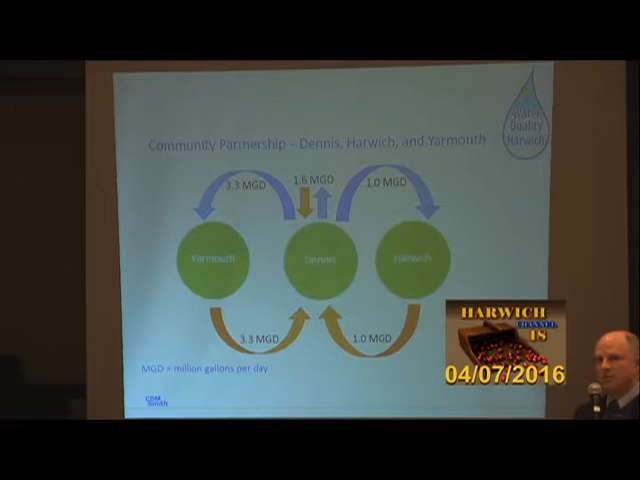 Water
Quality
Harwich
Community Partnership – Dennis, Harwich, and Yarmouth
3.3 MGD
1.6 MGD
1.0 MGD
Yarmouth
Dennis
Harwich
3.3 MGD
1.0 MGD
MGD = million gallons per day
CDM
Smith
HARWICH
CHANNEL
18
04/07/2016